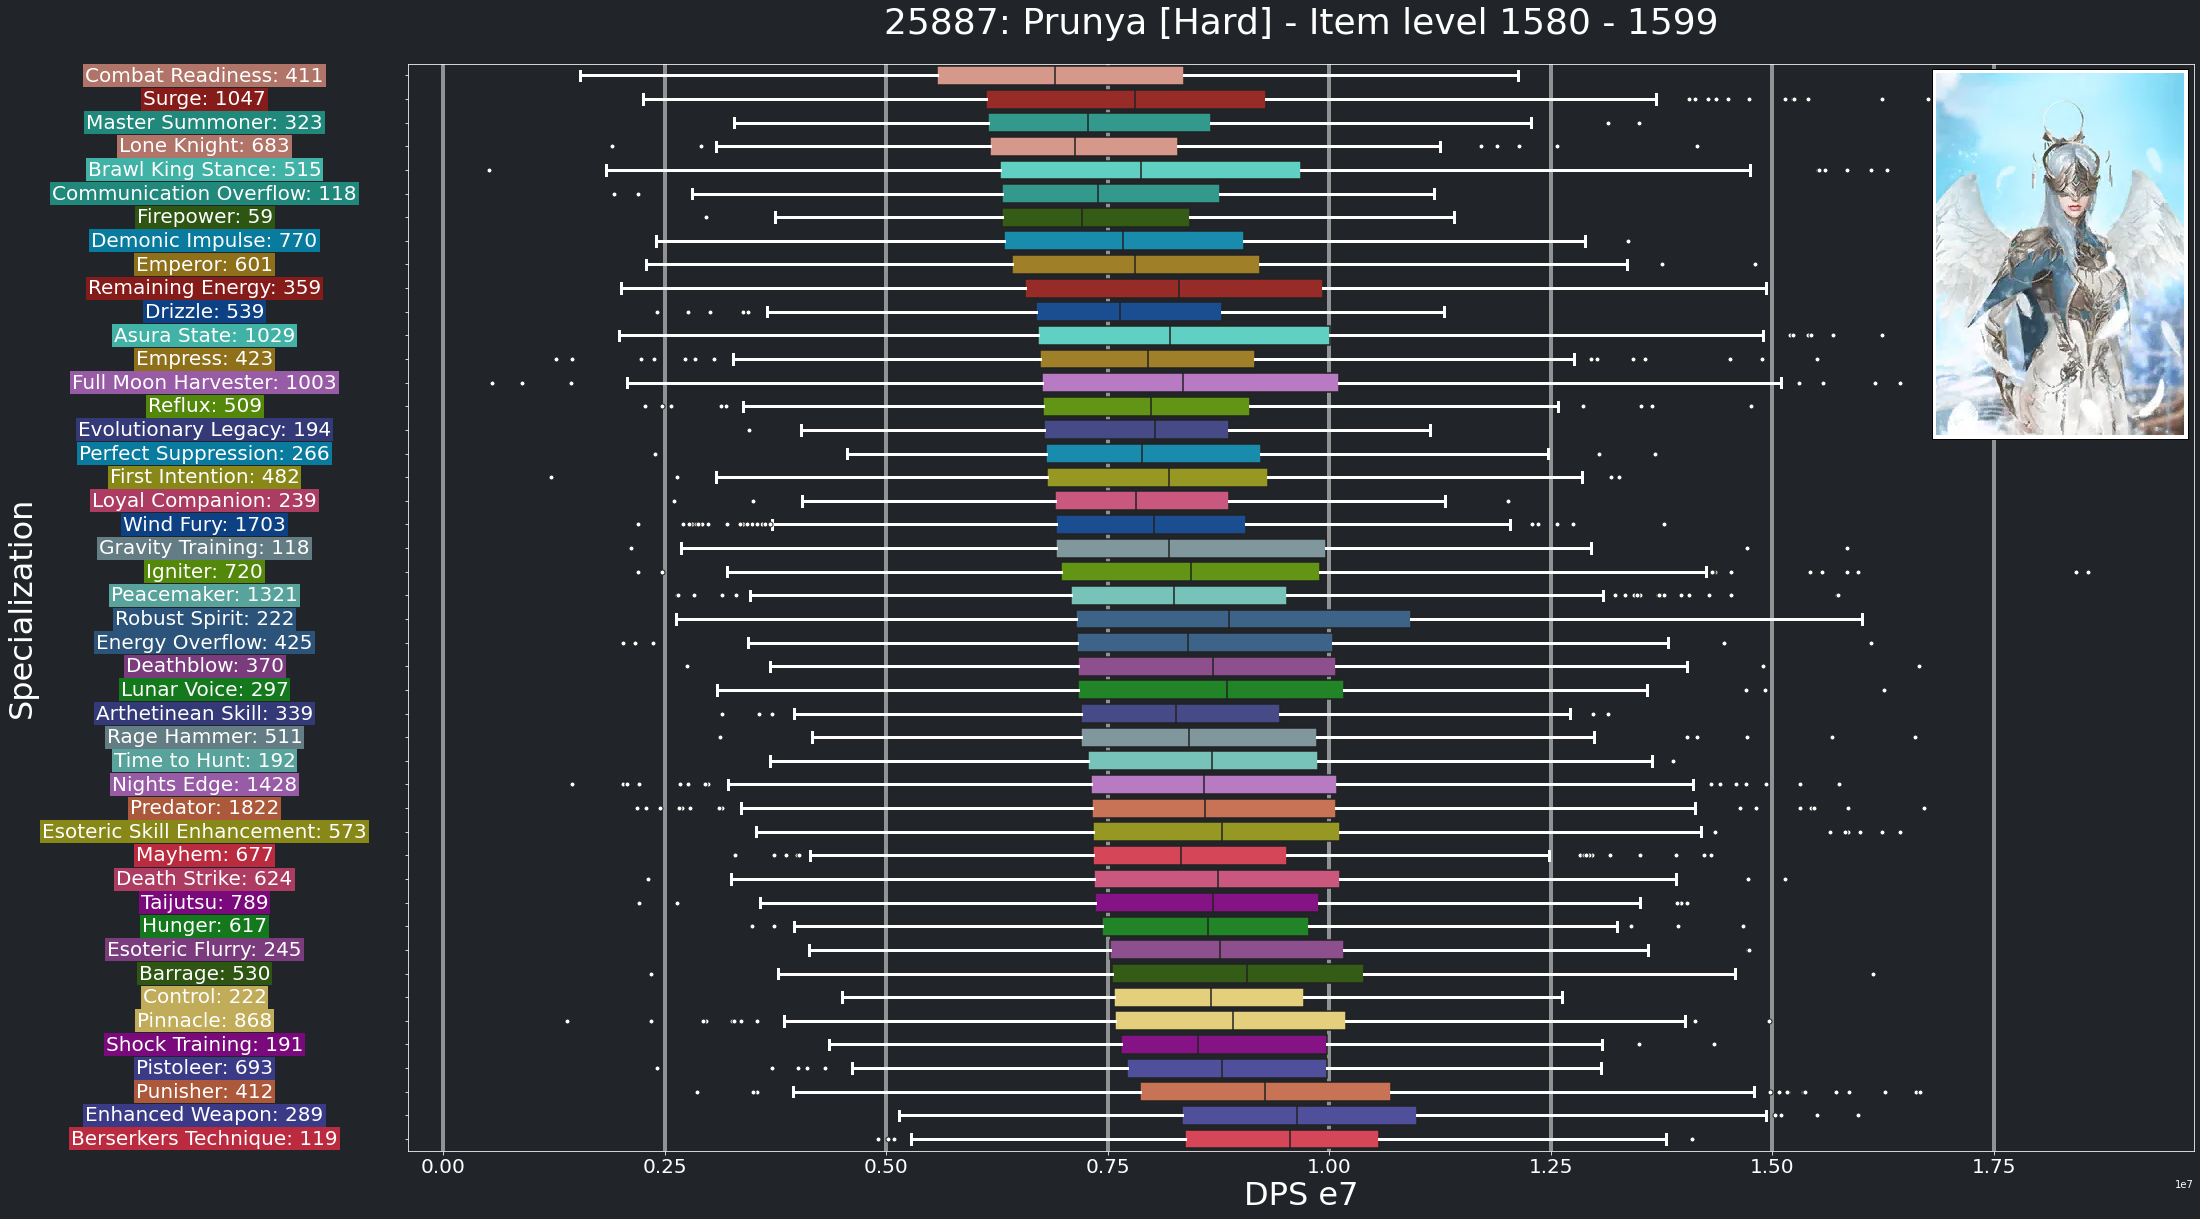 25887: Prunya [Hard] - Item level 1580 - 1599
Specialization
Combat Readiness: 411
Surge: 1047
Master Summoner: 323
Lone Knight: 683
Brawl King Stance: 515
Communication Overflow: 118
Firepower: 59
Demonic Impulse: 770
Emperor: 601
Remaining Energy: 359
Drizzle: 539
Asura State: 1029
Empress: 423
Full Moon Harvester: 1003
Reflux: 509
Evolutionary Legacy: 194
Perfect Suppression: 266
First Intention: 482
Loyal Companion: 239
Wind Fury: 1703
Gravity Training: 118
Igniter: 720
Peacemaker: 1321
Robust Spirit: 222
Energy Overflow: 425
Deathblow: 370
Lunar Voice: 297
Arthetinean Skill: 339
Rage Hammer: 511
Time to Hunt: 192
Nights Edge: 1428
Predator: 1822
Esoteric Skill Enhancement: 573
Mayhem: 677
Death Strike: 624
Taijutsu: 789
Hunger: 617
Esoteric Flurry: 245
Barrage: 530
Control: 222
Pinnacle: 868
Shock Training: 191
Pistoleer: 693
Punisher: 412
Enhanced Weapon: 289
Berserkers Technique: 119
0.00 0.25 0.50 0.75 1.00 1.25 1.50 1.75
1e7
DPS e7